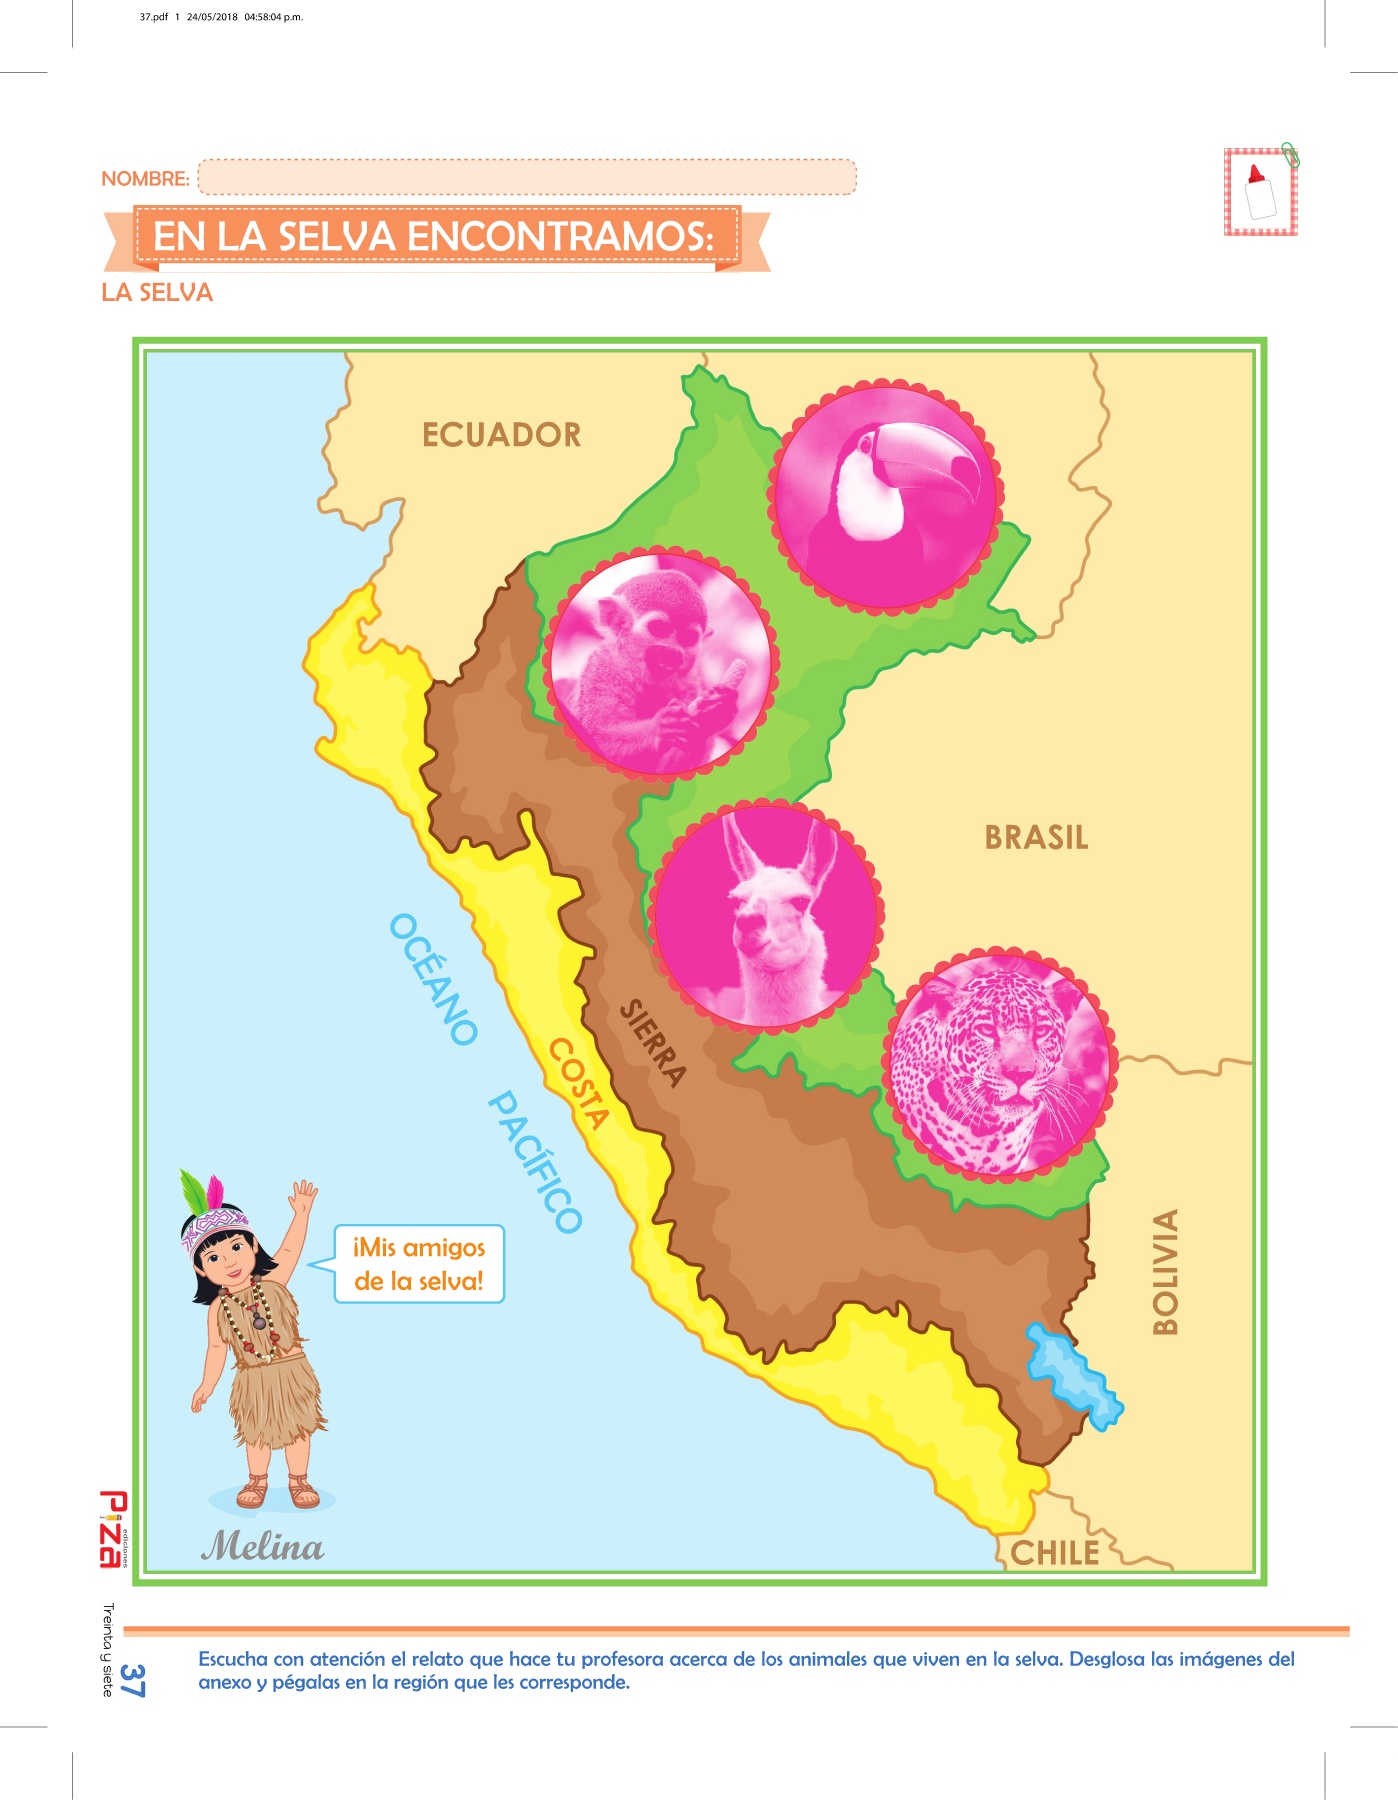 37.pdf 1 24/05/2018 04:58:04 p.m.
NOMBRE:
EN LA SELVA ENCONTRAMOS:
LA SELVA
ECUADOR
BRASIL
OCÉANO PACÍFICO
COSTA
SIERRA
BOLIVIA
¡Mis amigos
de la selva!
Melina
CHILE
ediciones
Piza
Treinta y siete
37
Escucha con atención el relato que hace tu profesora acerca de los animales que viven en la selva. Desglosa las imágenes del
anexo y pégalas en la región que les corresponde.